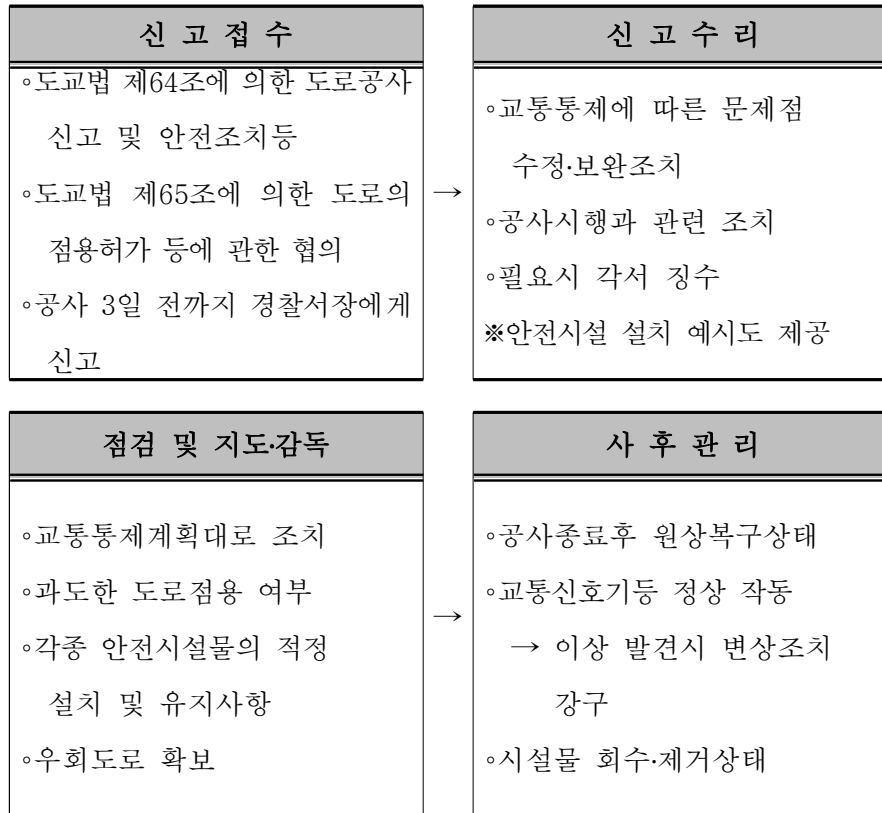 신 고 접 수
◦도교법 제64조에 의한 도로공사
신고 및 안전조치등
◦도교법 제65조에 의한 도로의
점용허가 등에 관한 협의
◦공사 3일 전까지 경찰서장에게
신고
→
신 고 수 리
◦교통통제에 따른 문제점
수정·보완조치
◦공사시행과 관련 조치
◦필요시 각서 징수
※안전시설 설치 예시도 제공
점검 및 지도·감독
◦교통통제계획대로 조치
◦과도한 도로점용 여부
◦각종 안전시설물의 적정
설치 및 유지사항
◦우회도로 확보
→
사 후 관 리
◦공사종료후 원상복구상태
◦교통신호기등 정상 작동
→ 이상 발견시 변상조치
강구
◦시설물 회수·제거상태